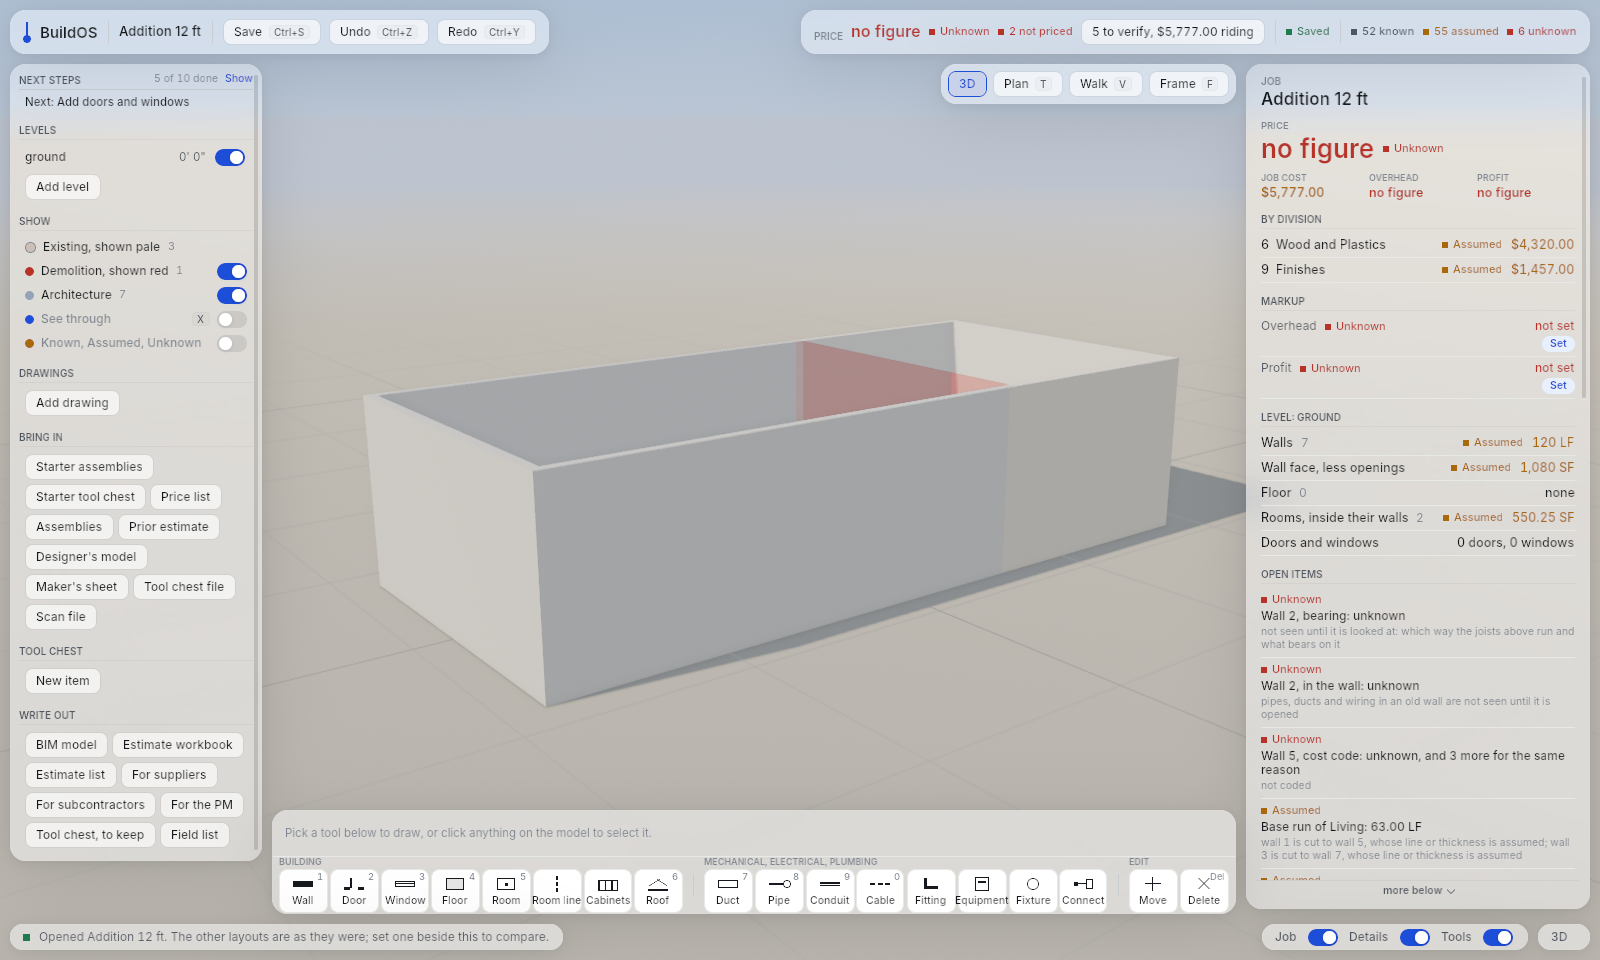 BuildOS
Addition 12 ft
Save Ctrl+S
Undo Ctrl+Z
Redo Ctrl+Y
PRICE no figure Unknown 2 not priced
5 to verify, $5,777.00 riding
Saved
52 known 55 assumed 6 unknown
NEXT STEPS 5 of 10 done Show
Next: Add doors and windows
LEVELS
ground 0' 0"
Add level
SHOW
Existing, shown pale 3
Demolition, shown red 1
Architecture 7
See through X
Known, Assumed, Unknown
DRAWINGS
Add drawing
BRING IN
Starter assemblies
Starter tool chest Price list
Assemblies Prior estimate
Designer's model
Maker's sheet Tool chest file
Scan file
TOOL CHEST
New item
WRITE OUT
BIM model Estimate workbook
Estimate list For suppliers
For subcontractors For the PM
Tool chest, to keep Field list
3D Plan T Walk V Frame F
JOB
Addition 12 ft
PRICE
no figure Unknown
JOB COST OVERHEAD PROFIT
$5,777.00 no figure no figure
BY DIVISION
6 Wood and Plastics Assumed $4,320.00
9 Finishes Assumed $1,457.00
MARKUP
Overhead Unknown not set
Set
Profit Unknown not set
Set
LEVEL: GROUND
Walls 7 Assumed 120 LF
Wall face, less openings Assumed 1,080 SF
Floor 0 none
Rooms, inside their walls 2 Assumed 550.25 SF
Doors and windows 0 doors, 0 windows
OPEN ITEMS
Unknown
Wall 2, bearing: unknown
not seen until it is looked at: which way the joists above run and
what bears on it
Unknown
Wall 2, in the wall: unknown
pipes, ducts and wiring in an old wall are not seen until it is
opened
Unknown
Wall 5, cost code: unknown, and 3 more for the same
reason
not coded
Assumed
Base run of Living: 63.00 LF
wall 1 is cut to wall 5, whose line or thickness is assumed; wall
3 is cut to wall 7, whose line or thickness is assumed
Assumed
more below
Pick a tool below to draw, or click anything on the model to select it.
BUILDING MECHANICAL, ELECTRICAL, PLUMBING EDIT
1 2 3 4 5 6 7 8 9 0 Del
Wall Door Window Floor Room Room line Cabinets Roof Duct Pipe Conduit Cable Fitting Equipment Fixture Connect Move Delete
Opened Addition 12 ft. The other layouts are as they were; set one beside this to compare.
Job Details Tools 3D